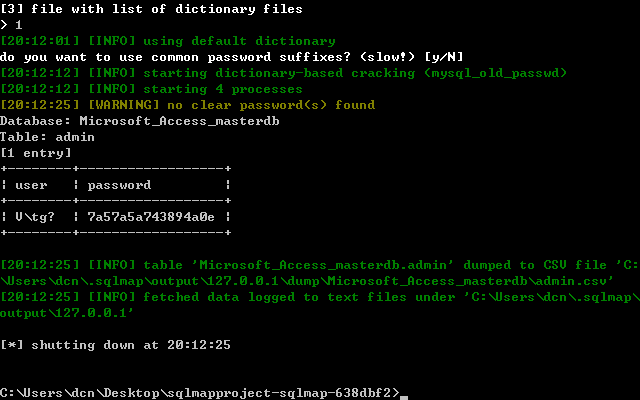 [3] file with list of dictionary files
> 1
[20:12:01] [INFO] using default dictionary
do you want to use common password suffixes? (slow!) [y/N]
[20:12:12] [INFO] starting dictionary-based cracking (mysql_old_passwd)
[20:12:12] [INFO] starting 4 processes
[20:12:25] [WARNING] no clear password(s) found
Database: Microsoft_Access_masterdb
Table: admin
[1 entry]
+--------+------------------+
| user   | password         |
+--------+------------------+
| V\tg?  | 7a57a5a743894a0e |
+--------+------------------+
[20:12:25] [INFO] table 'Microsoft_Access_masterdb.admin' dumped to CSV file 'C:
\Users\dcn\.sqlmap\output\127.0.0.1\dump\Microsoft_Access_masterdb\admin.csv'
[20:12:25] [INFO] fetched data logged to text files under 'C:\Users\dcn\.sqlmap\
output\127.0.0.1'
[*] shutting down at 20:12:25
C:\Users\dcn\Desktop\sqlmapproject-sqlmap-638dbf2>